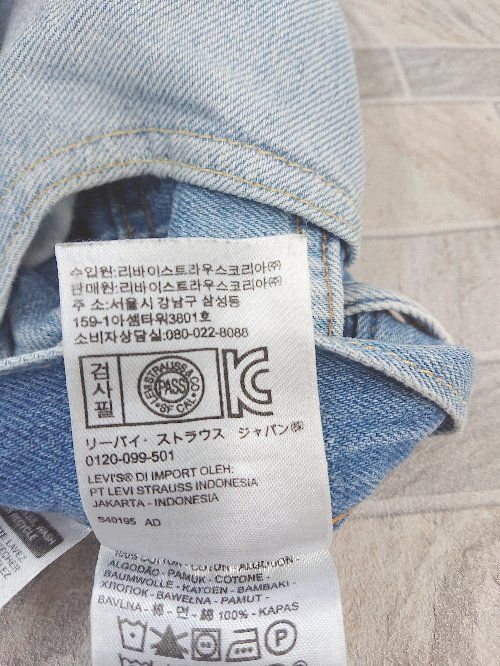 수입원:리바이스트라우스코리아㈜
판매원:리바이스트라우스코리아㈜
주 소:서울시 강남구 삼성동
159-1아셈타워3601호
소비자상담실:080-022-8088
검사필
STRAUSS & CO
PASS
SF CAL
KC
リーバイ・ストラウス ジャパン㈱
0120-099-501
LEVI'S® DI IMPORT OLEH:
PT LEVI STRAUSS INDONESIA
JAKARTA - INDONESIA
S40195 AD
100% COTTON - COTON - ALGODON -
ALGODÃO - PAMUK - COTONE -
BAUMWOLLE - KATOEN - BAMBAKI -
ХЛОПОК - BAWEŁNA - PAMUT -
BAVLNA - 棉 - 면 - 綿 100% - KAPAS
P